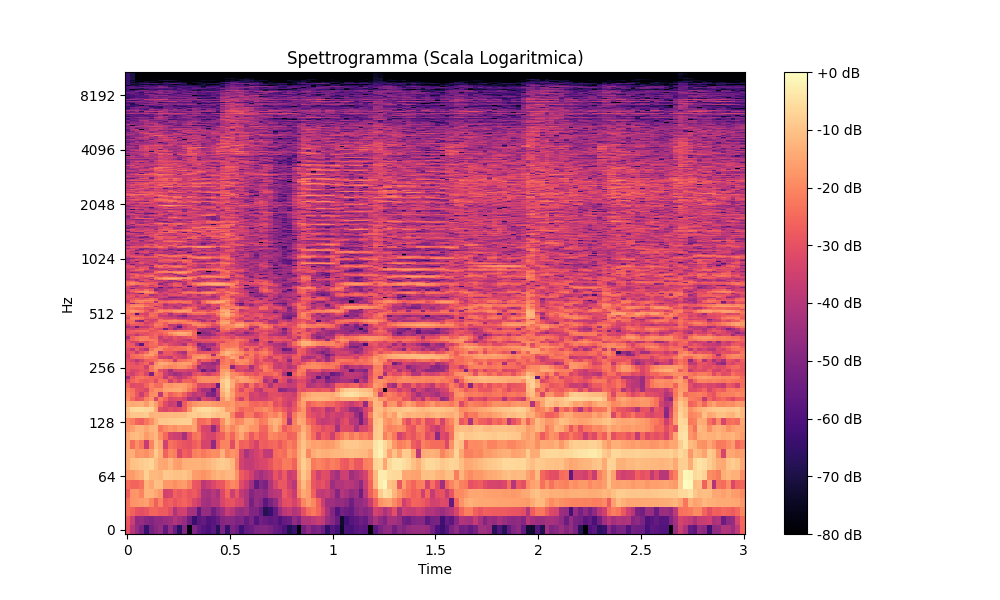 Spettrogramma (Scala Logaritmica)
Hz
8192
4096
2048
1024
512
256
128
64
0
0
0.5
1
1.5
2
2.5
3
Time
+0 dB
-10 dB
-20 dB
-30 dB
-40 dB
-50 dB
-60 dB
-70 dB
-80 dB